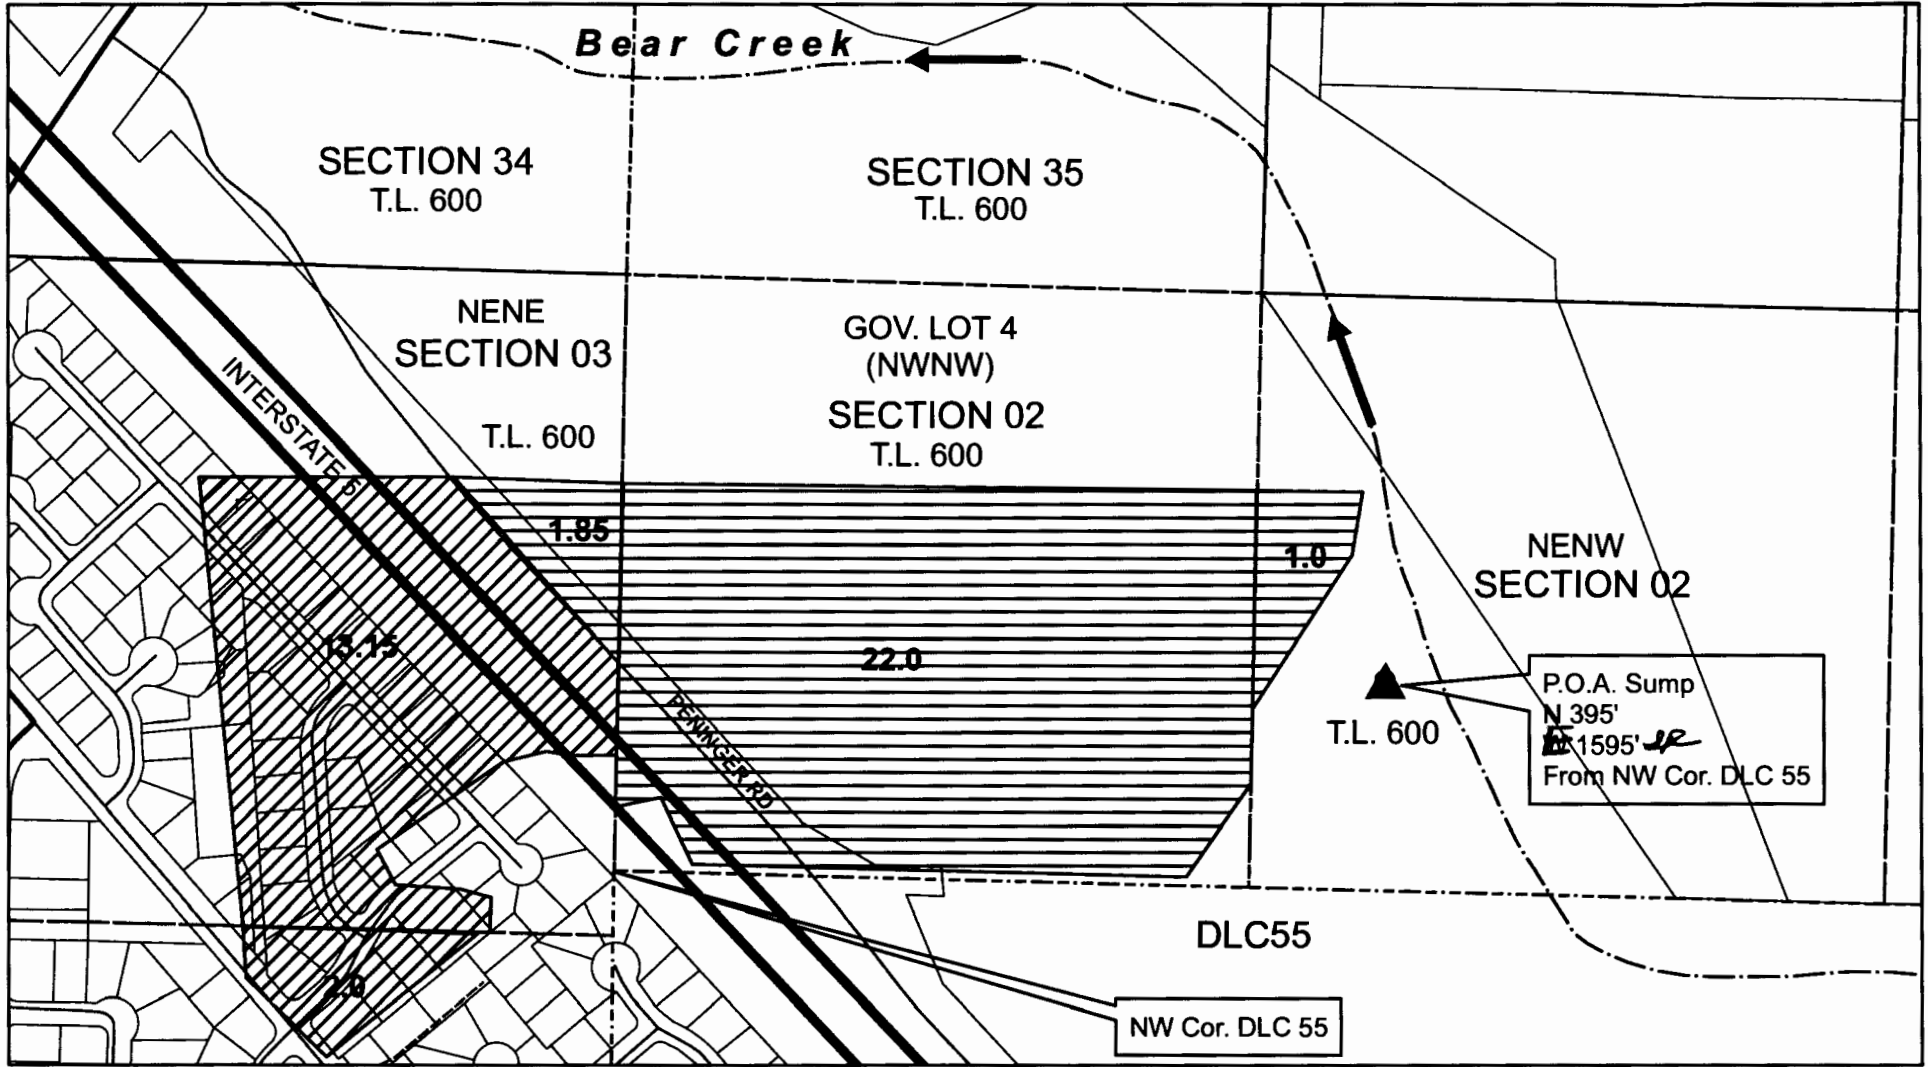 Bear Creek
SECTION 34
T.L. 600
SECTION 35
T.L. 600
NENE
SECTION 03
T.L. 600
GOV. LOT 4
(NWNW)
SECTION 02
T.L. 600
INTERSTATE 5
1.85
1.0
NENW
SECTION 02
13.15
22.0
PENINGER RD
T.L. 600
P.O.A. Sump
N 395'
E 1595'
From NW Cor. DLC 55
DLC55
2.0
NW Cor. DLC 55